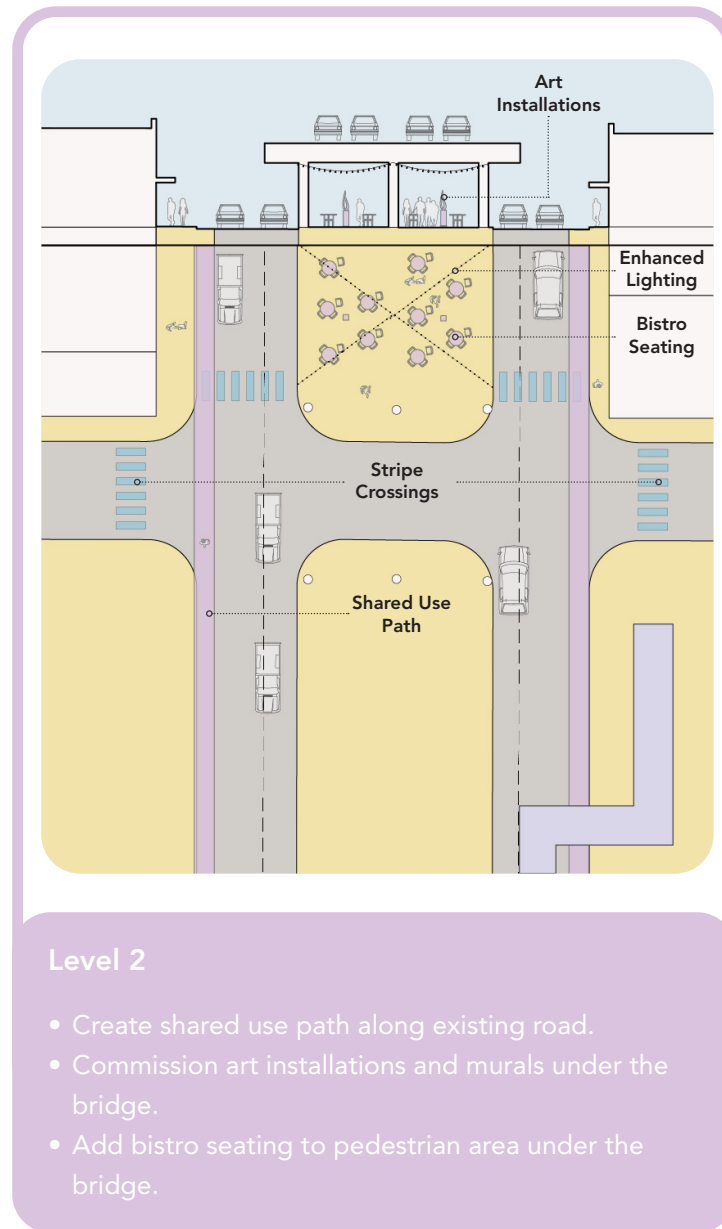 Art
Installations
Enhanced
Lighting
Bistro
Seating
Stripe
Crossings
Shared Use
Path
Level 2
• Create shared use path along existing road.
• Commission art installations and murals under the
bridge.
• Add bistro seating to pedestrian area under the
bridge.